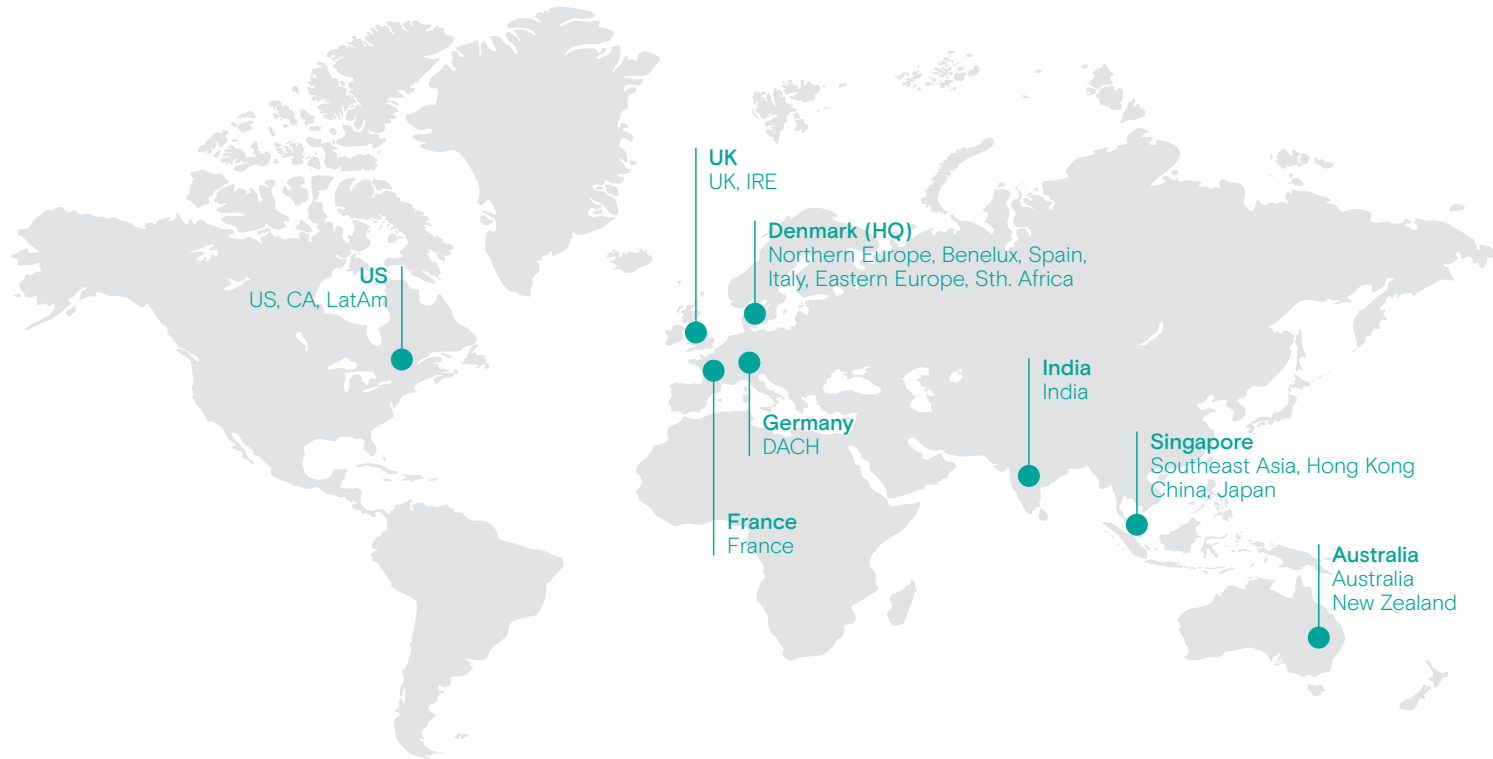 UK
UK, IRE
Denmark (HQ)
Northern Europe, Benelux, Spain,
Italy, Eastern Europe, Sth. Africa
US
US, CA, LatAm
India
India
Germany
DACH
Singapore
Southeast Asia, Hong Kong
China, Japan
France
France
Australia
Australia
New Zealand